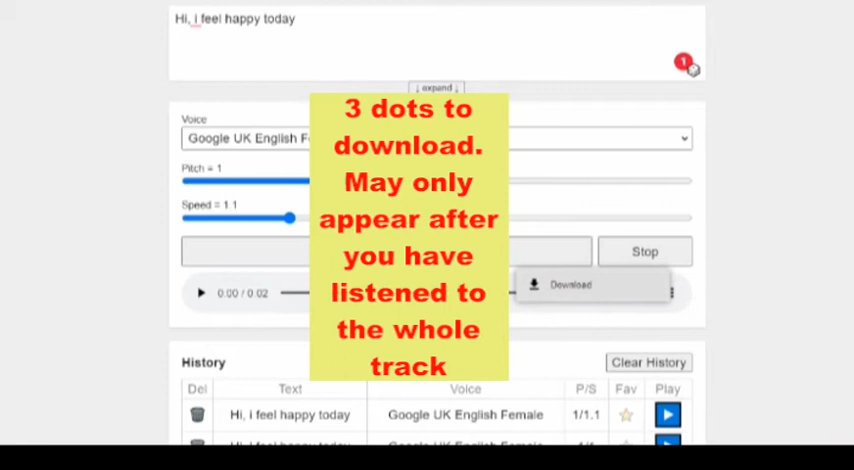 Hi, i feel happy today
1
↓ expand ↓
Voice
Google UK English F
Pitch = 1
Speed = 1.1
3 dots to
download.
May only
appear after
you have
listened to
the whole
track
Stop
0:00 / 0:02
Download
History
Clear History
Del Text Voice P/S Fav Play
Hi, i feel happy today Google UK English Female 1/1.1